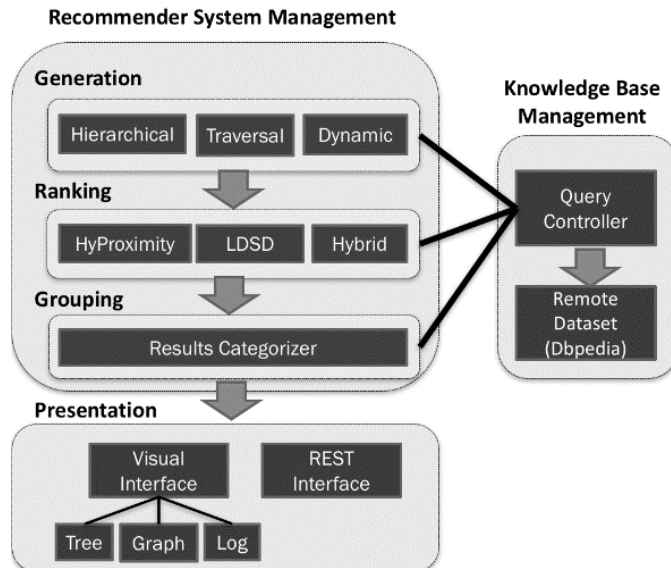 Recommender System Management
Generation
Hierarchical
Traversal
Dynamic
Ranking
HyProximity
LDSD
Hybrid
Grouping
Results Categorizer
Knowledge Base
Management
Query
Controller
Remote
Dataset
(Dbpedia)
Presentation
Visual
Interface
REST
Interface
Tree
Graph
Log